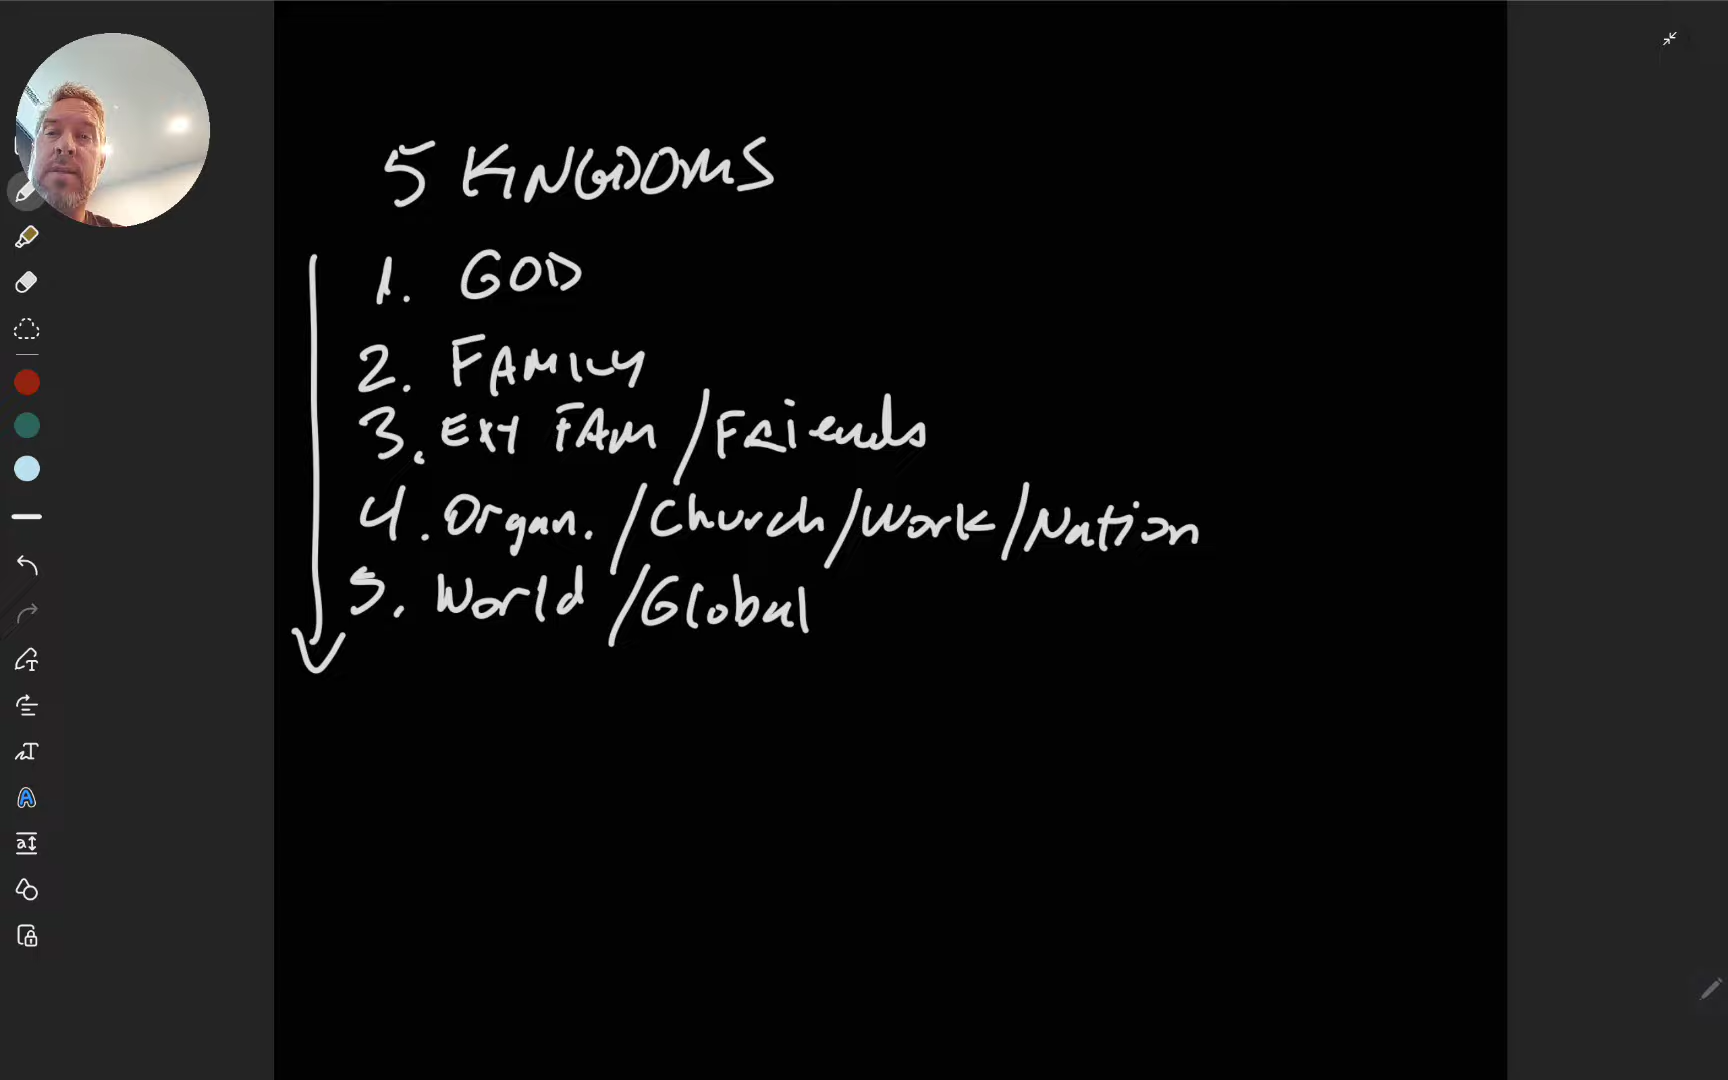 5 KINGDOMS
1. GOD
2. FAMILY
3. EXT FAM / Friends
4. Organ. / Church / Work / Nation
5. World / Global